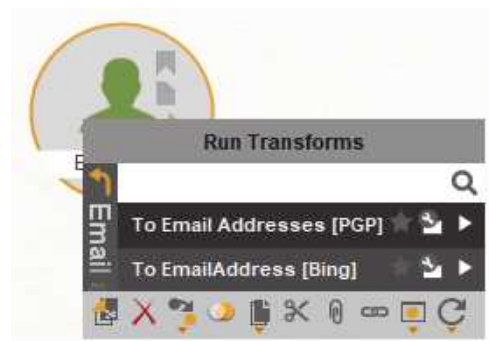 Run Transforms
Email
To Email Addresses [PGP]
To EmailAddress [Bing]